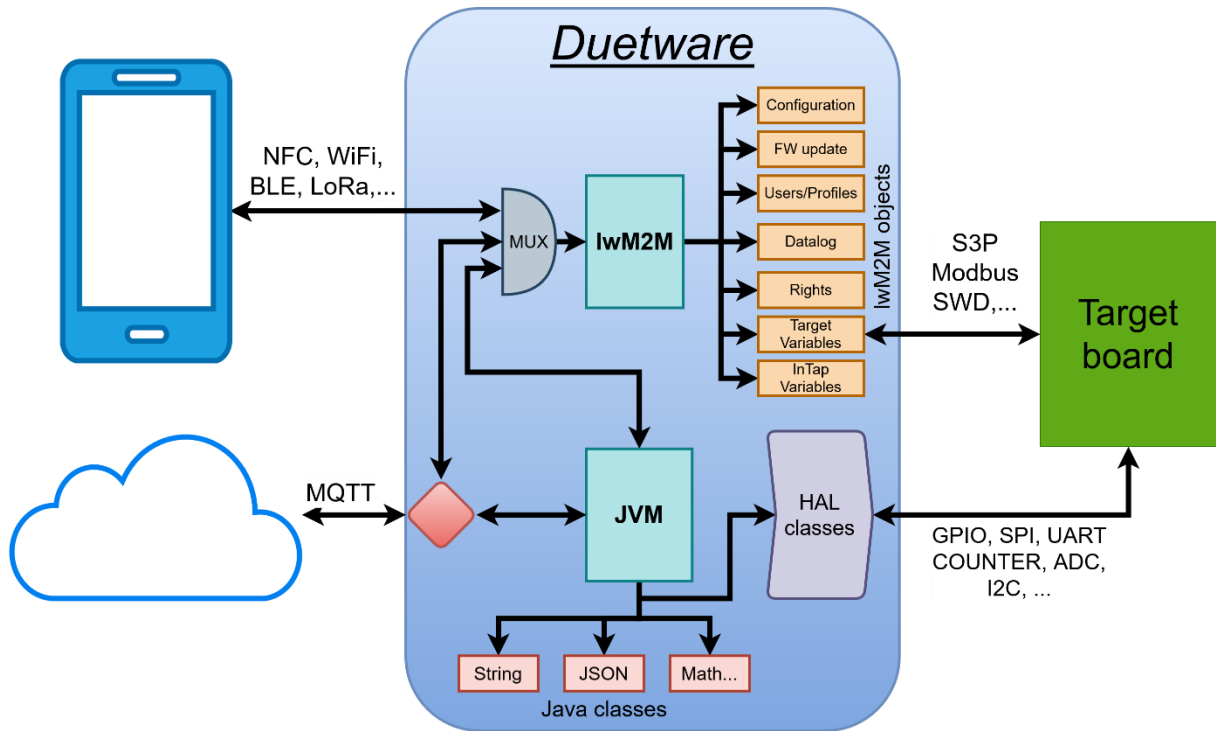 Duetware
NFC, WiFi,
BLE, LoRa,...
MUX
lwM2M
Configuration
FW update
Users/Profiles
Datalog
Rights
Target
Variables
InTap
Variables
lwM2M objects
S3P
Modbus
SWD,...
Target
board
MQTT
JVM
HAL
classes
GPIO, SPI, UART
COUNTER, ADC,
I2C, ...
String
JSON
Math...
Java classes